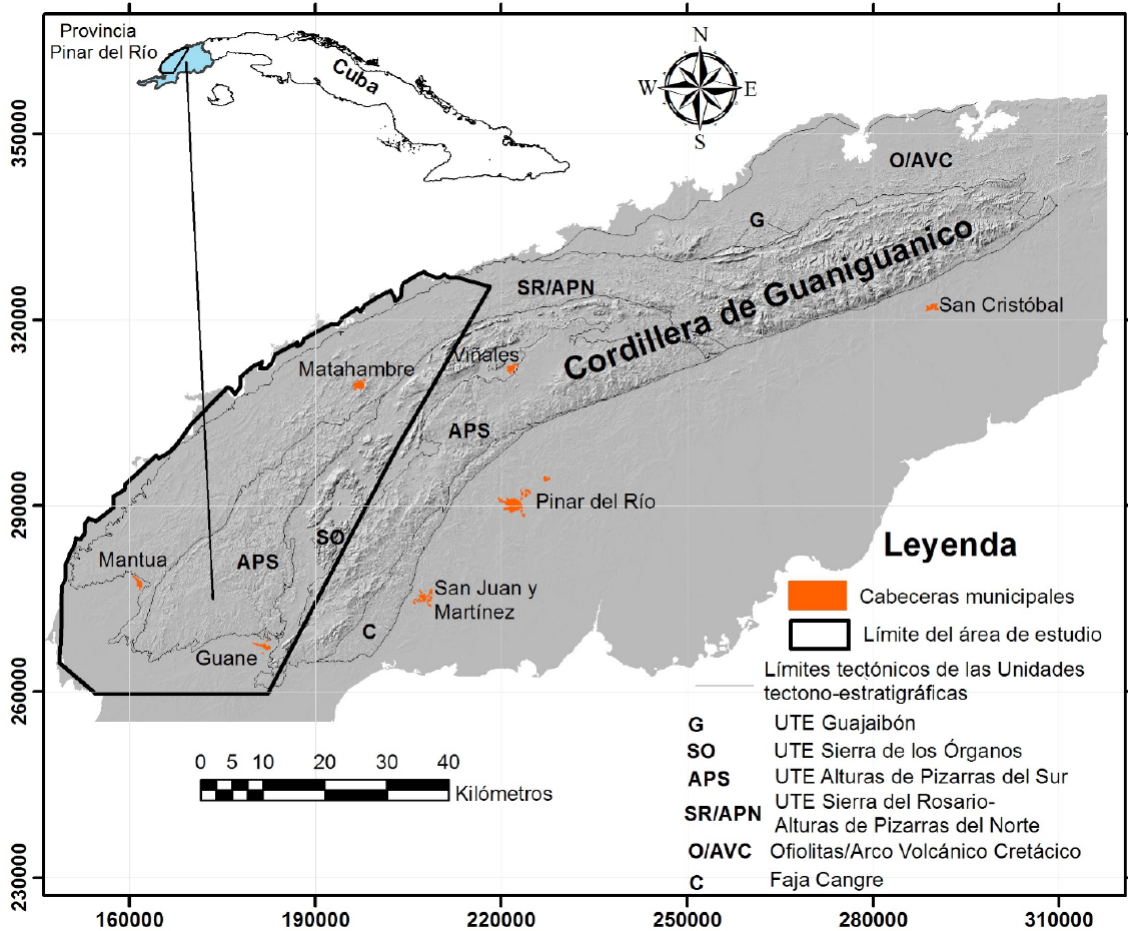 Provincia
Pinar del Río
Cuba
N
W
E
S
350000
320000
290000
260000
230000
O/AVC
G
Cordillera de Guaniguanico
SR/APN
San Cristóbal
Matahambre
Viñales
APS
Pinar del Río
SO
Mantua
APS
San Juan y
Martínez
C
Guane
Leyenda
Cabeceras municipales
Límite del área de estudio
Límites tectónicos de las Unidades
tectono-estratigráficas
G UTE Guajaibón
SO UTE Sierra de los Órganos
APS UTE Alturas de Pizarras del Sur
SR/APN UTE Sierra del Rosario-
Alturas de Pizarras del Norte
O/AVC Ofiolitas/Arco Volcánico Cretácico
C Faja Cangre
0 5 10 20 30 40
Kilómetros
160000 190000 220000 250000 280000 310000